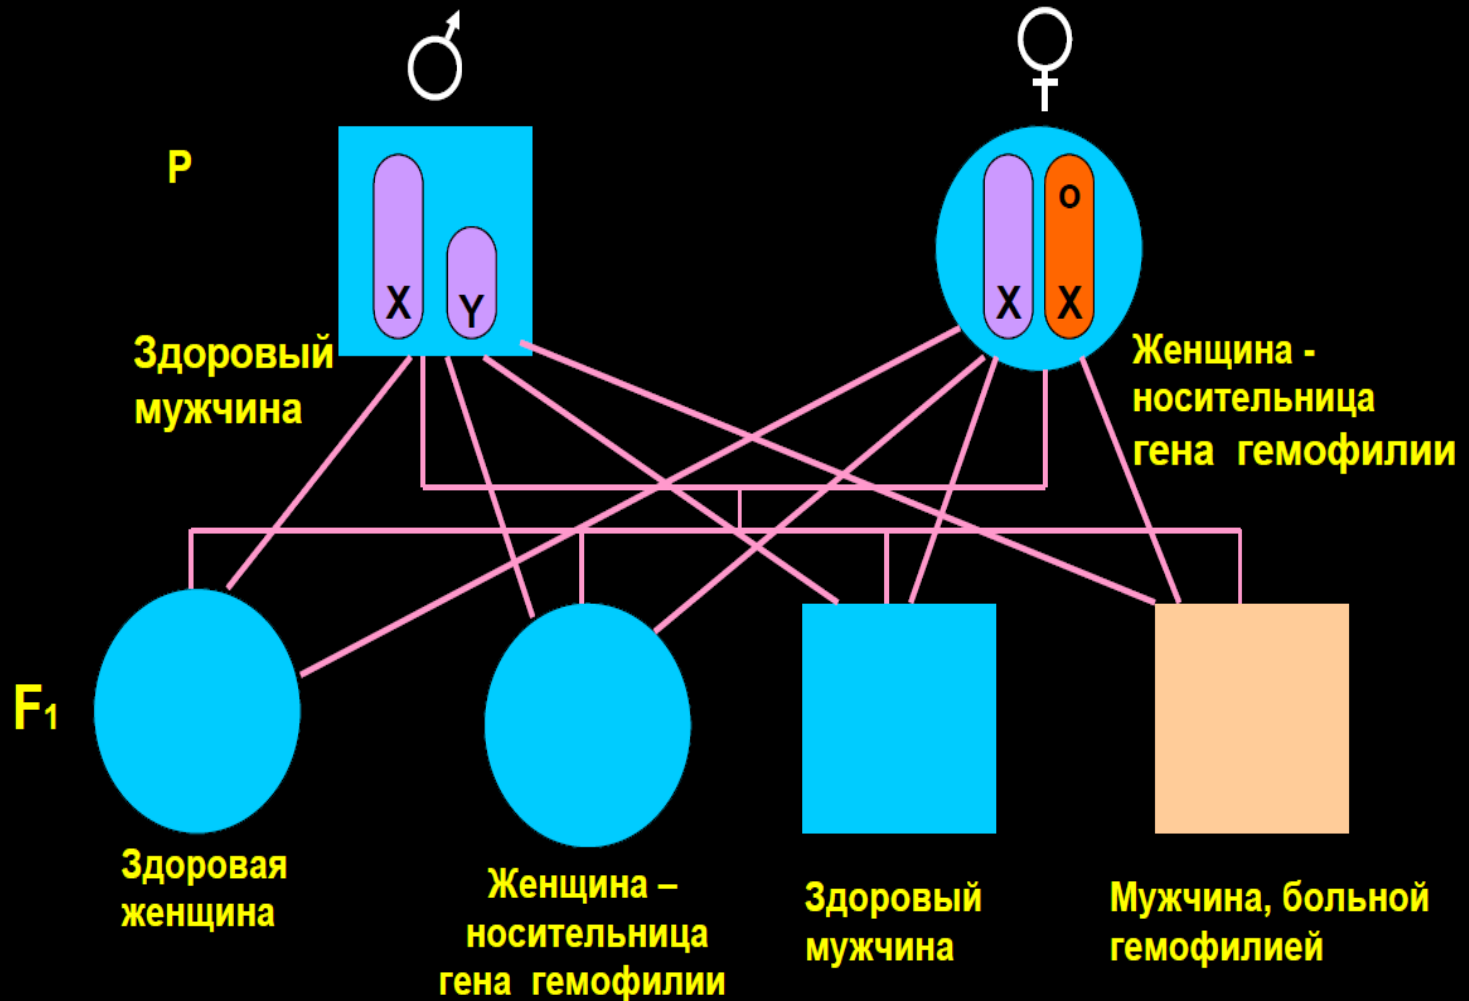 P
X
Y
X
о
X
Здоровый
мужчина
Женщина -
носительница
гена гемофилии
F1
Здоровая
женщина
Женщина –
носительница
гена гемофилии
Здоровый
мужчина
Мужчина, больной
гемофилией